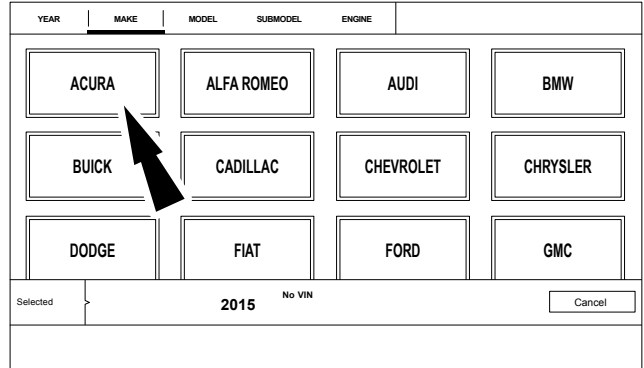 YEAR MAKE MODEL SUBMODEL ENGINE
ACURA ALFA ROMEO AUDI BMW
BUICK CADILLAC CHEVROLET CHRYSLER
DODGE FIAT FORD GMC
Selected 2015 No VIN Cancel